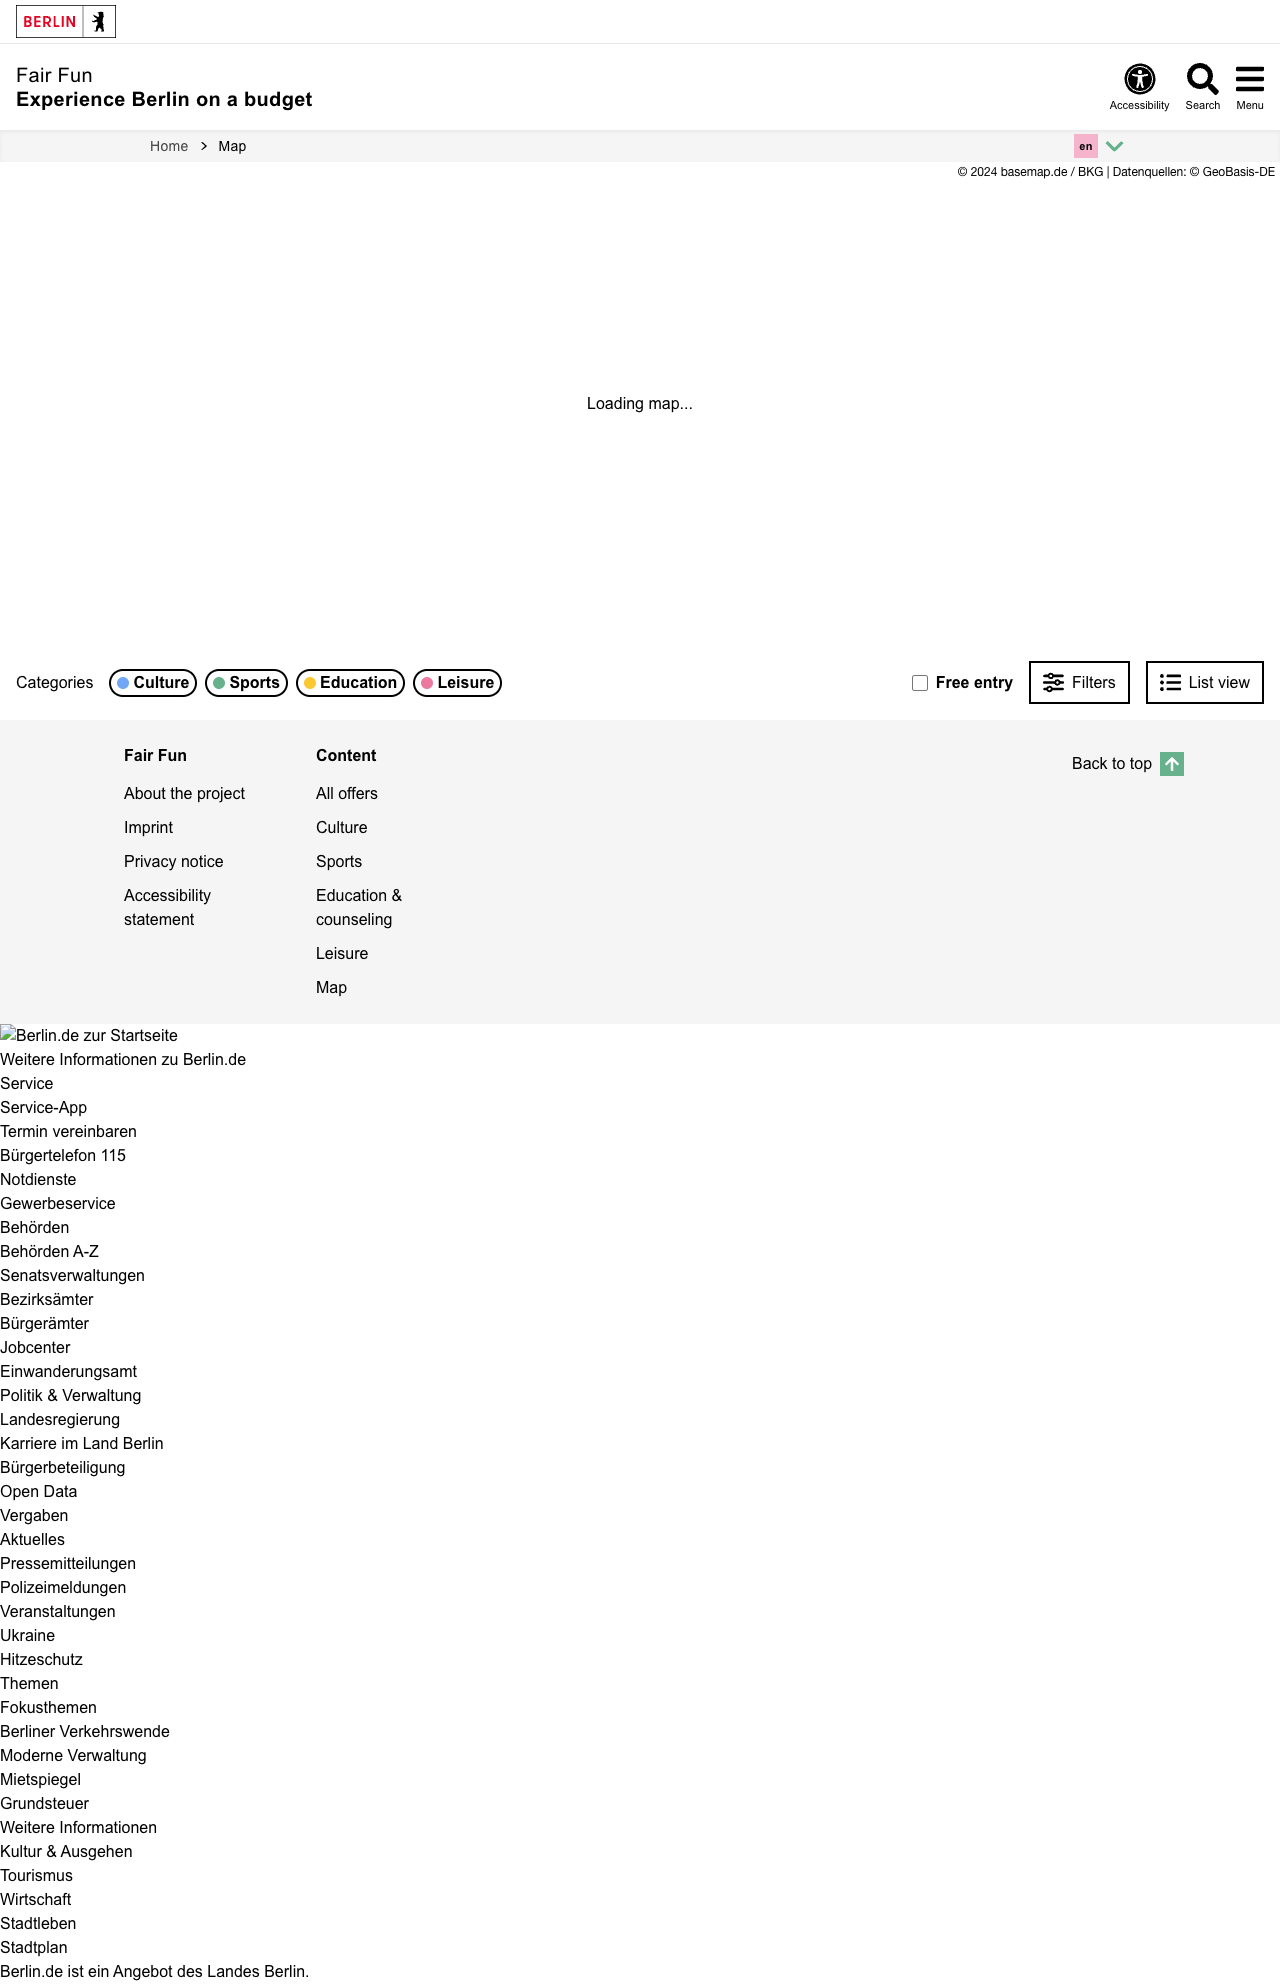 BERLIN
Fair Fun
Experience Berlin on a budget
Accessibility
Search
Menu
Home > Map
en
© 2024 basemap.de / BKG | Datenquellen: © GeoBasis-DE
Loading map...
Categories
Culture
Sports
Education
Leisure
Free entry
Filters
List view
Fair Fun
About the project
Imprint
Privacy notice
Accessibility
statement
Content
All offers
Culture
Sports
Education &
counseling
Leisure
Map
Back to top
Berlin.de zur Startseite
Weitere Informationen zu Berlin.de
Service
Service-App
Termin vereinbaren
Bürgertelefon 115
Notdienste
Gewerbeservice
Behörden
Behörden A-Z
Senatsverwaltungen
Bezirksämter
Bürgerämter
Jobcenter
Einwanderungsamt
Politik & Verwaltung
Landesregierung
Karriere im Land Berlin
Bürgerbeteiligung
Open Data
Vergaben
Aktuelles
Pressemitteilungen
Polizeimeldungen
Veranstaltungen
Ukraine
Hitzeschutz
Themen
Fokusthemen
Berliner Verkehrswende
Moderne Verwaltung
Mietspiegel
Grundsteuer
Weitere Informationen
Kultur & Ausgehen
Tourismus
Wirtschaft
Stadtleben
Stadtplan
Berlin.de ist ein Angebot des Landes Berlin.